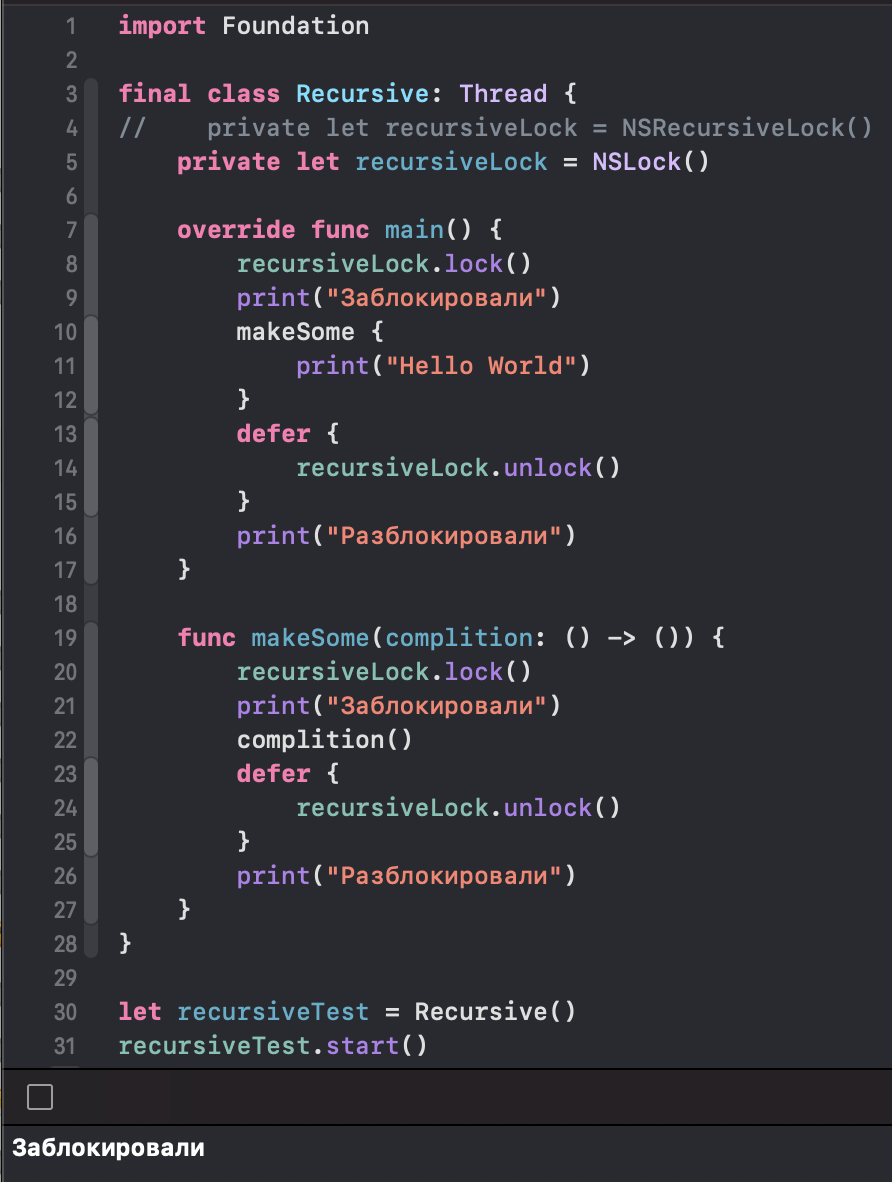 1 import Foundation
2
3 final class Recursive: Thread {
4 //    private let recursiveLock = NSRecursiveLock()
5     private let recursiveLock = NSLock()
6
7     override func main() {
8         recursiveLock.lock()
9         print("Заблокировали")
10         makeSome {
11             print("Hello World")
12         }
13         defer {
14             recursiveLock.unlock()
15         }
16         print("Разблокировали")
17     }
18
19     func makeSome(complition: () -> ()) {
20         recursiveLock.lock()
21         print("Заблокировали")
22         complition()
23         defer {
24             recursiveLock.unlock()
25         }
26         print("Разблокировали")
27     }
28 }
29
30 let recursiveTest = Recursive()
31 recursiveTest.start()
Заблокировали